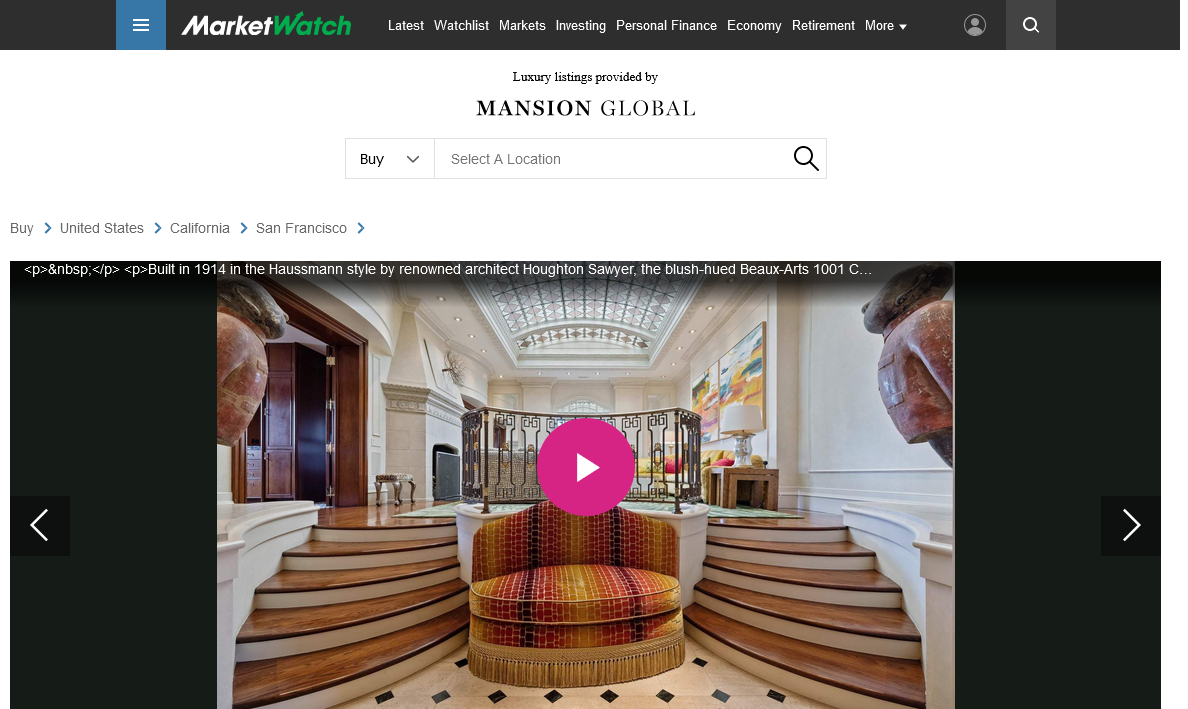 MarketWatch Latest Watchlist Markets Investing Personal Finance Economy Retirement More
Luxury listings provided by
MANSION GLOBAL
Buy Select A Location
Buy United States California San Francisco
<p>&nbsp;</p> <p>Built in 1914 in the Haussmann style by renowned architect Houghton Sawyer, the blush-hued Beaux-Arts 1001 C…